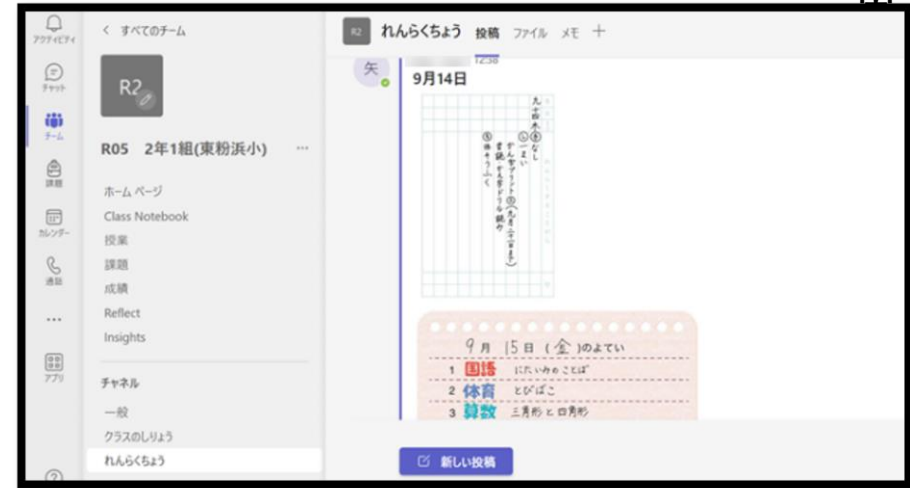 アクティビティ
チャット
チーム
課題
カレンダー
通話
アプリ
すべてのチーム
R2
R05 2年1組(東粉浜小)
ホーム ページ
Class Notebook
授業
課題
成績
Reflect
Insights
チャネル
一般
クラスのしりょう
れんらくちょう
R2
れんらくちょう 投稿 ファイル メモ
矢
12:38
9月14日
9月15日(金)のよてい
1 国語 にたいみのことば
2 体育 とびばこ
3 算数 三角形と四角形
新しい投稿